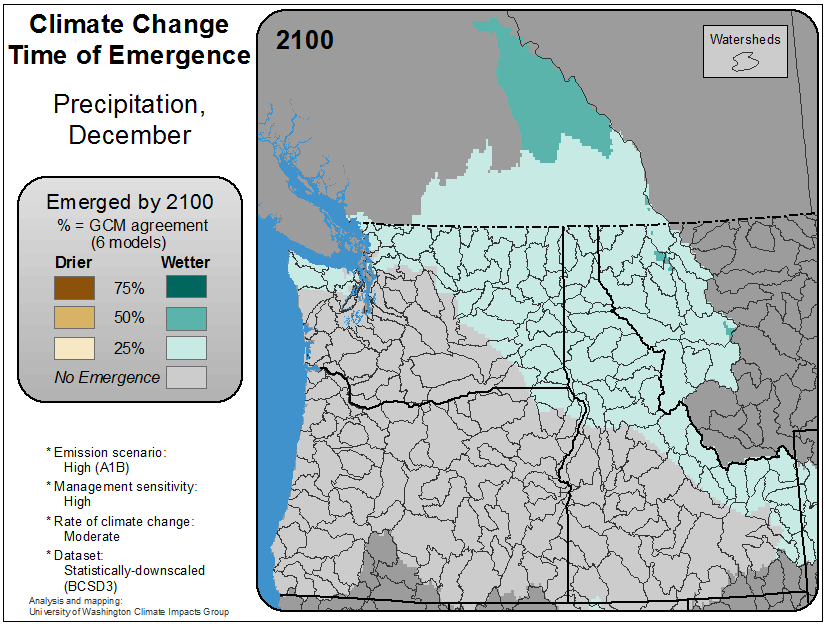 Climate Change
Time of Emergence
Precipitation,
December
Emerged by 2100
% = GCM agreement
(6 models)
Drier Wetter
75%
50%
25%
No Emergence
* Emission scenario:
High (A1B)
* Management sensitivity:
High
* Rate of climate change:
Moderate
* Dataset:
Statistically-downscaled
(BCSD3)
Analysis and mapping:
University of Washington Climate Impacts Group
2100
Watersheds